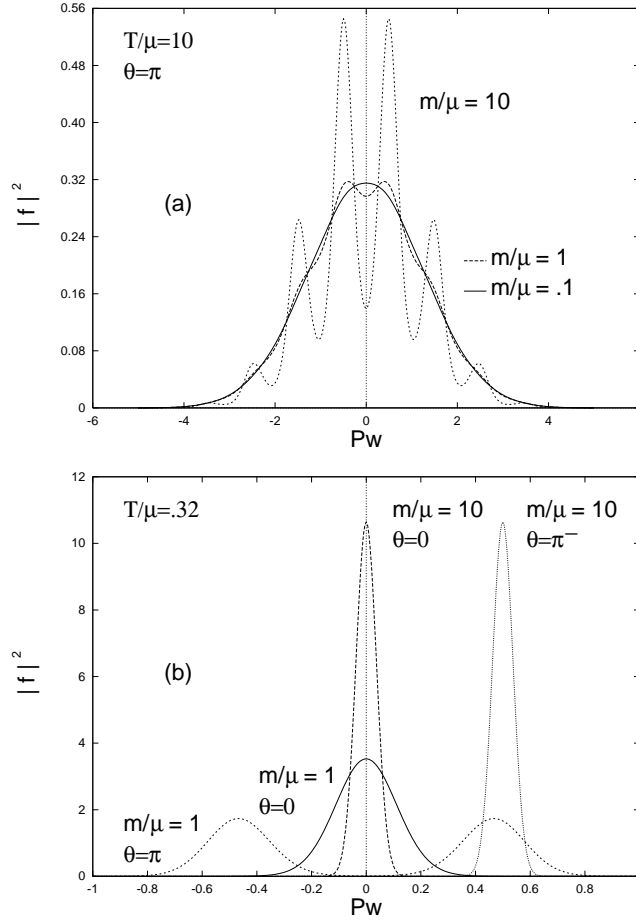 T/μ=10
θ=π
m/μ = 10
(a)
m/μ = 1
m/μ = .1
| f | ²
0.56
0.48
0.40
0.32
0.24
0.16
0.08
0
-6 -4 -2 0 2 4
Pw
T/μ=.32
m/μ = 10
θ=0
m/μ = 10
θ=π⁻
(b)
m/μ = 1
θ=0
m/μ = 1
θ=π
| f | ²
12
10
8
6
4
2
0
-1 -0.8 -0.6 -0.4 -0.2 0 0.2 0.4 0.6 0.8
Pw